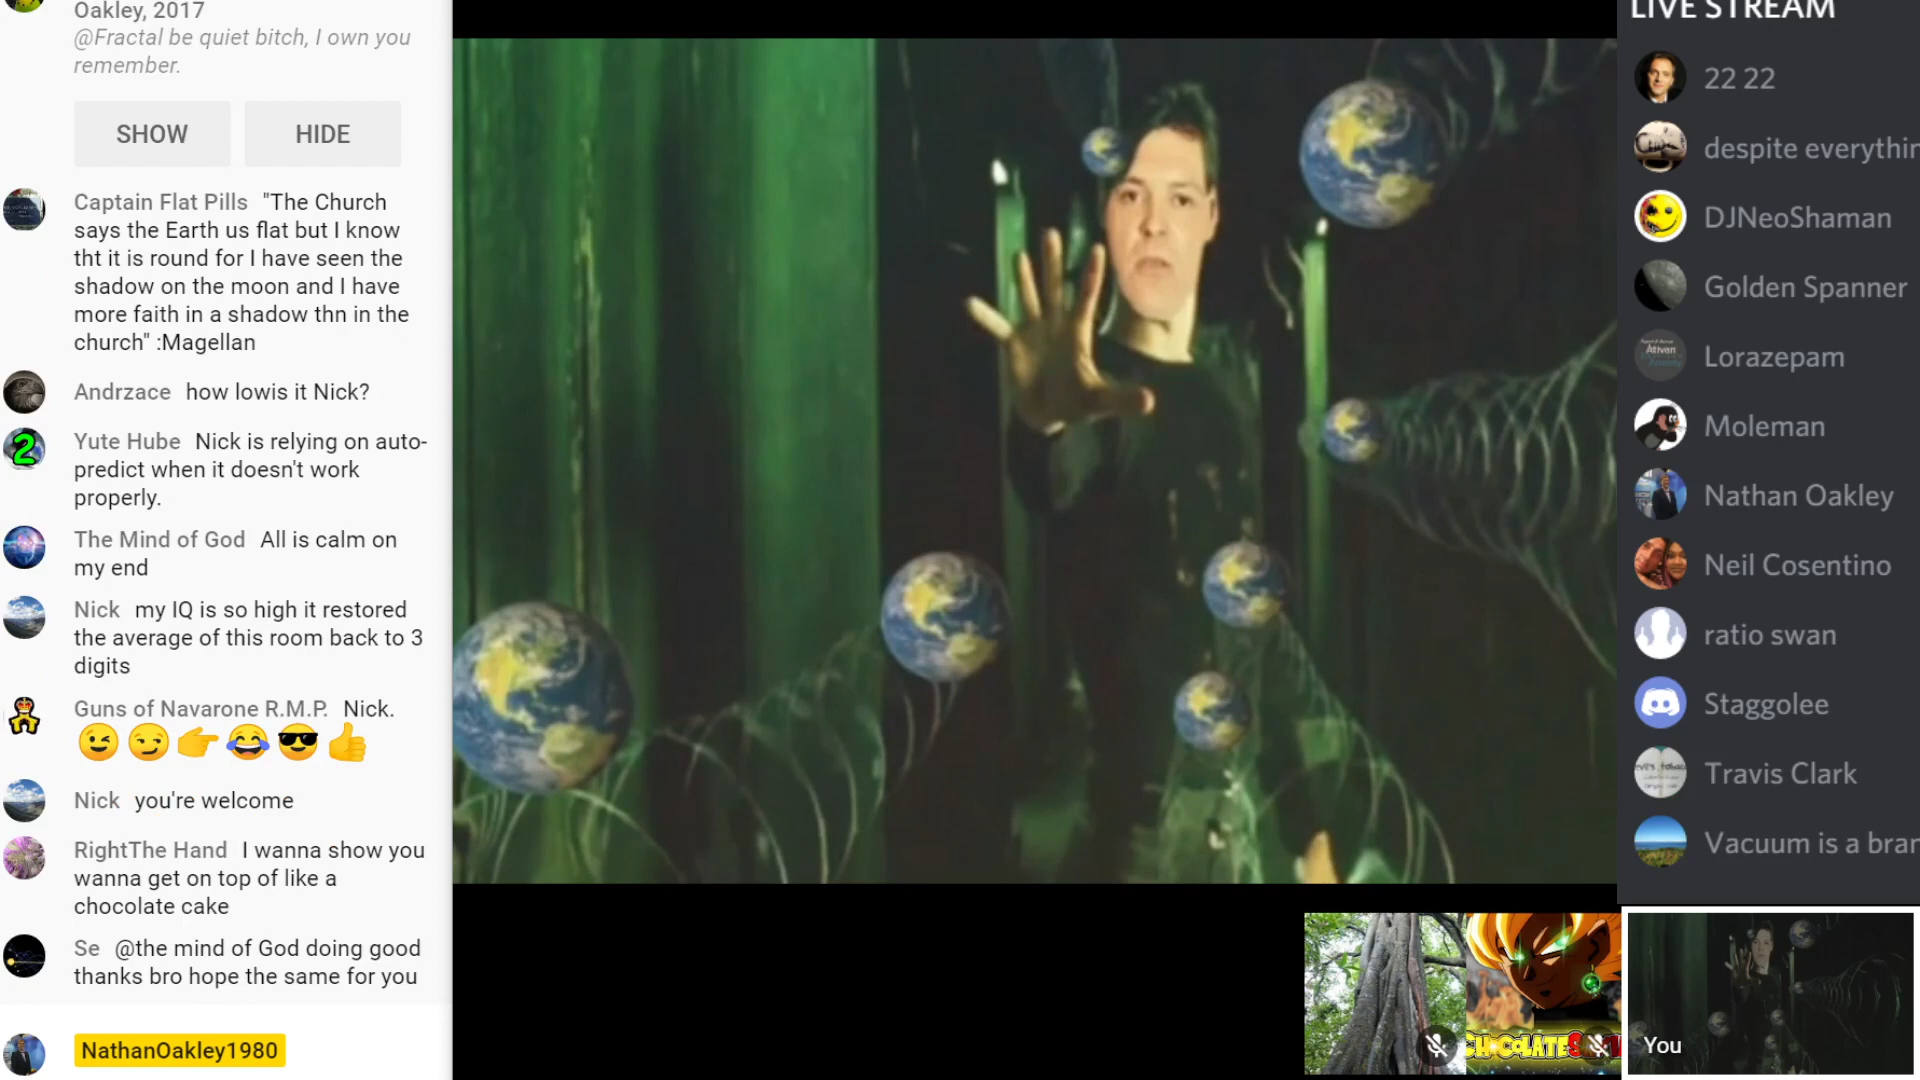 Oakley, 2017
@Fractal be quiet bitch, I own you
remember.
SHOW
HIDE
Captain Flat Pills "The Church
says the Earth us flat but I know
tht it is round for I have seen the
shadow on the moon and I have
more faith in a shadow thn in the
church" :Magellan
Andrzace how lowis it Nick?
Yute Hube Nick is relying on auto-
predict when it doesn't work
properly.
The Mind of God All is calm on
my end
Nick my IQ is so high it restored
the average of this room back to 3
digits
Guns of Navarone R.M.P. Nick.
😉😏👉😂😎👍
Nick you're welcome
RightThe Hand I wanna show you
wanna get on top of like a
chocolate cake
Se @the mind of God doing good
thanks bro hope the same for you
NathanOakley1980
LIVE STREAM
22 22
despite everythin
DJNeoShaman
Golden Spanner
Lorazepam
Ativan
Moleman
Nathan Oakley
Neil Cosentino
ratio swan
Staggolee
Travis Clark
Vacuum is a bran
CHOCOLATES
You